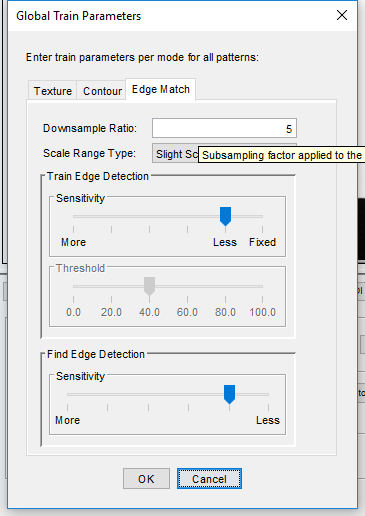 Global Train Parameters
Enter train parameters per mode for all patterns:
Texture Contour Edge Match
Downsample Ratio: 5
Scale Range Type: Slight Sc
Subsampling factor applied to the
Train Edge Detection
Sensitivity
More Less Fixed
Threshold
0.0 20.0 40.0 60.0 80.0 100.0
Find Edge Detection
Sensitivity
More Less
OK Cancel